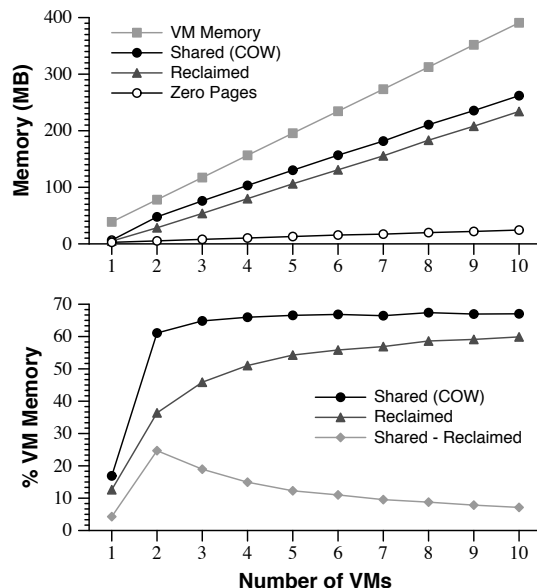 400
VM Memory
Shared (COW)
Reclaimed
Zero Pages
300
200
100
0
Memory (MB)
1 2 3 4 5 6 7 8 9 10
70
60
50
40
30
20
10
0
% VM Memory
Shared (COW)
Reclaimed
Shared - Reclaimed
1 2 3 4 5 6 7 8 9 10
Number of VMs